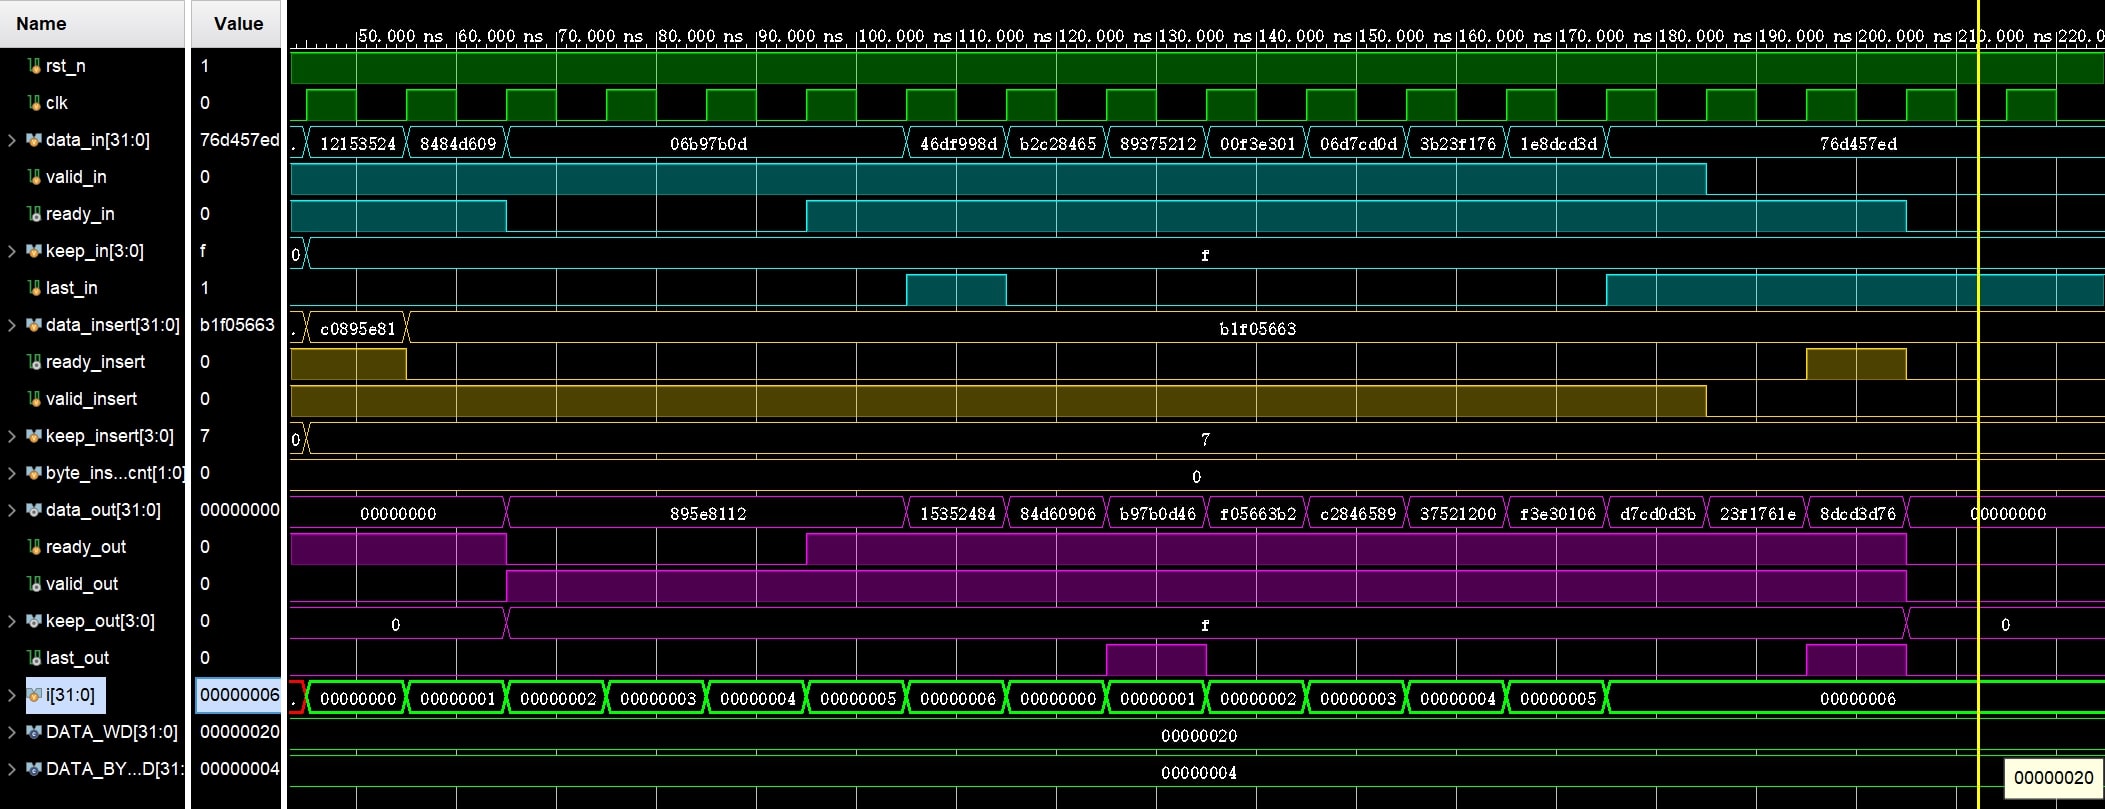 Name Value
50.000 ns 60.000 ns 70.000 ns 80.000 ns 90.000 ns 100.000 ns 110.000 ns 120.000 ns 130.000 ns 140.000 ns 150.000 ns 160.000 ns 170.000 ns 180.000 ns 190.000 ns 200.000 ns 210.000 ns 220.0
rst_n 1
clk 0
data_in[31:0] 76d457ed . 12153524 8484d609 06b97b0d 46df998d b2c28465 89375212 00f3e301 06d7cd0d 3b23f176 1e8dcd3d 76d457ed
valid_in 0
ready_in 0
keep_in[3:0] f 0 f
last_in 1
data_insert[31:0] b1f05663 . c0895e81 b1f05663
ready_insert 0
valid_insert 0
keep_insert[3:0] 7 0 7
byte_ins...cnt[1:0] 0 0
data_out[31:0] 00000000 00000000 895e8112 15352484 84d60906 b97b0d46 f05663b2 c2846589 37521200 f3e30106 d7cd0d3b 23f1761e 8dcd3d76 00000000
ready_out 0
valid_out 0
keep_out[3:0] 0 0 f 0
last_out 0
i[31:0] 00000006 . 00000000 00000001 00000002 00000003 00000004 00000005 00000006 00000000 00000001 00000002 00000003 00000004 00000005 00000006
DATA_WD[31:0] 00000020 00000020
DATA_BY...D[31: 00000004 00000004
00000020